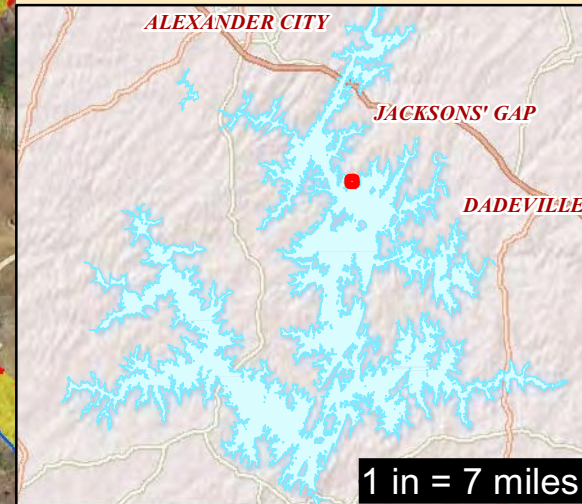 ALEXANDER CITY
JACKSONS' GAP
DADEVILLE
1 in = 7 miles